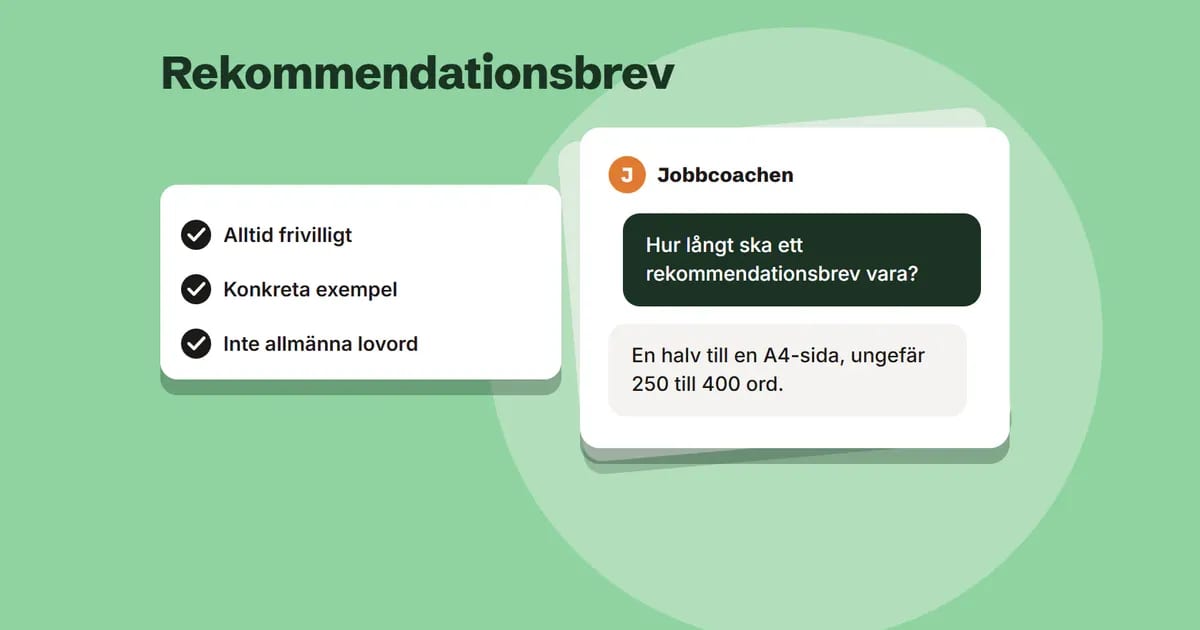 Rekommendationsbrev
Alltid frivilligt
Konkreta exempel
Inte allmänna lovord
J Jobbcoachen
Hur långt ska ett
rekommendationsbrev vara?
En halv till en A4-sida, ungefär
250 till 400 ord.